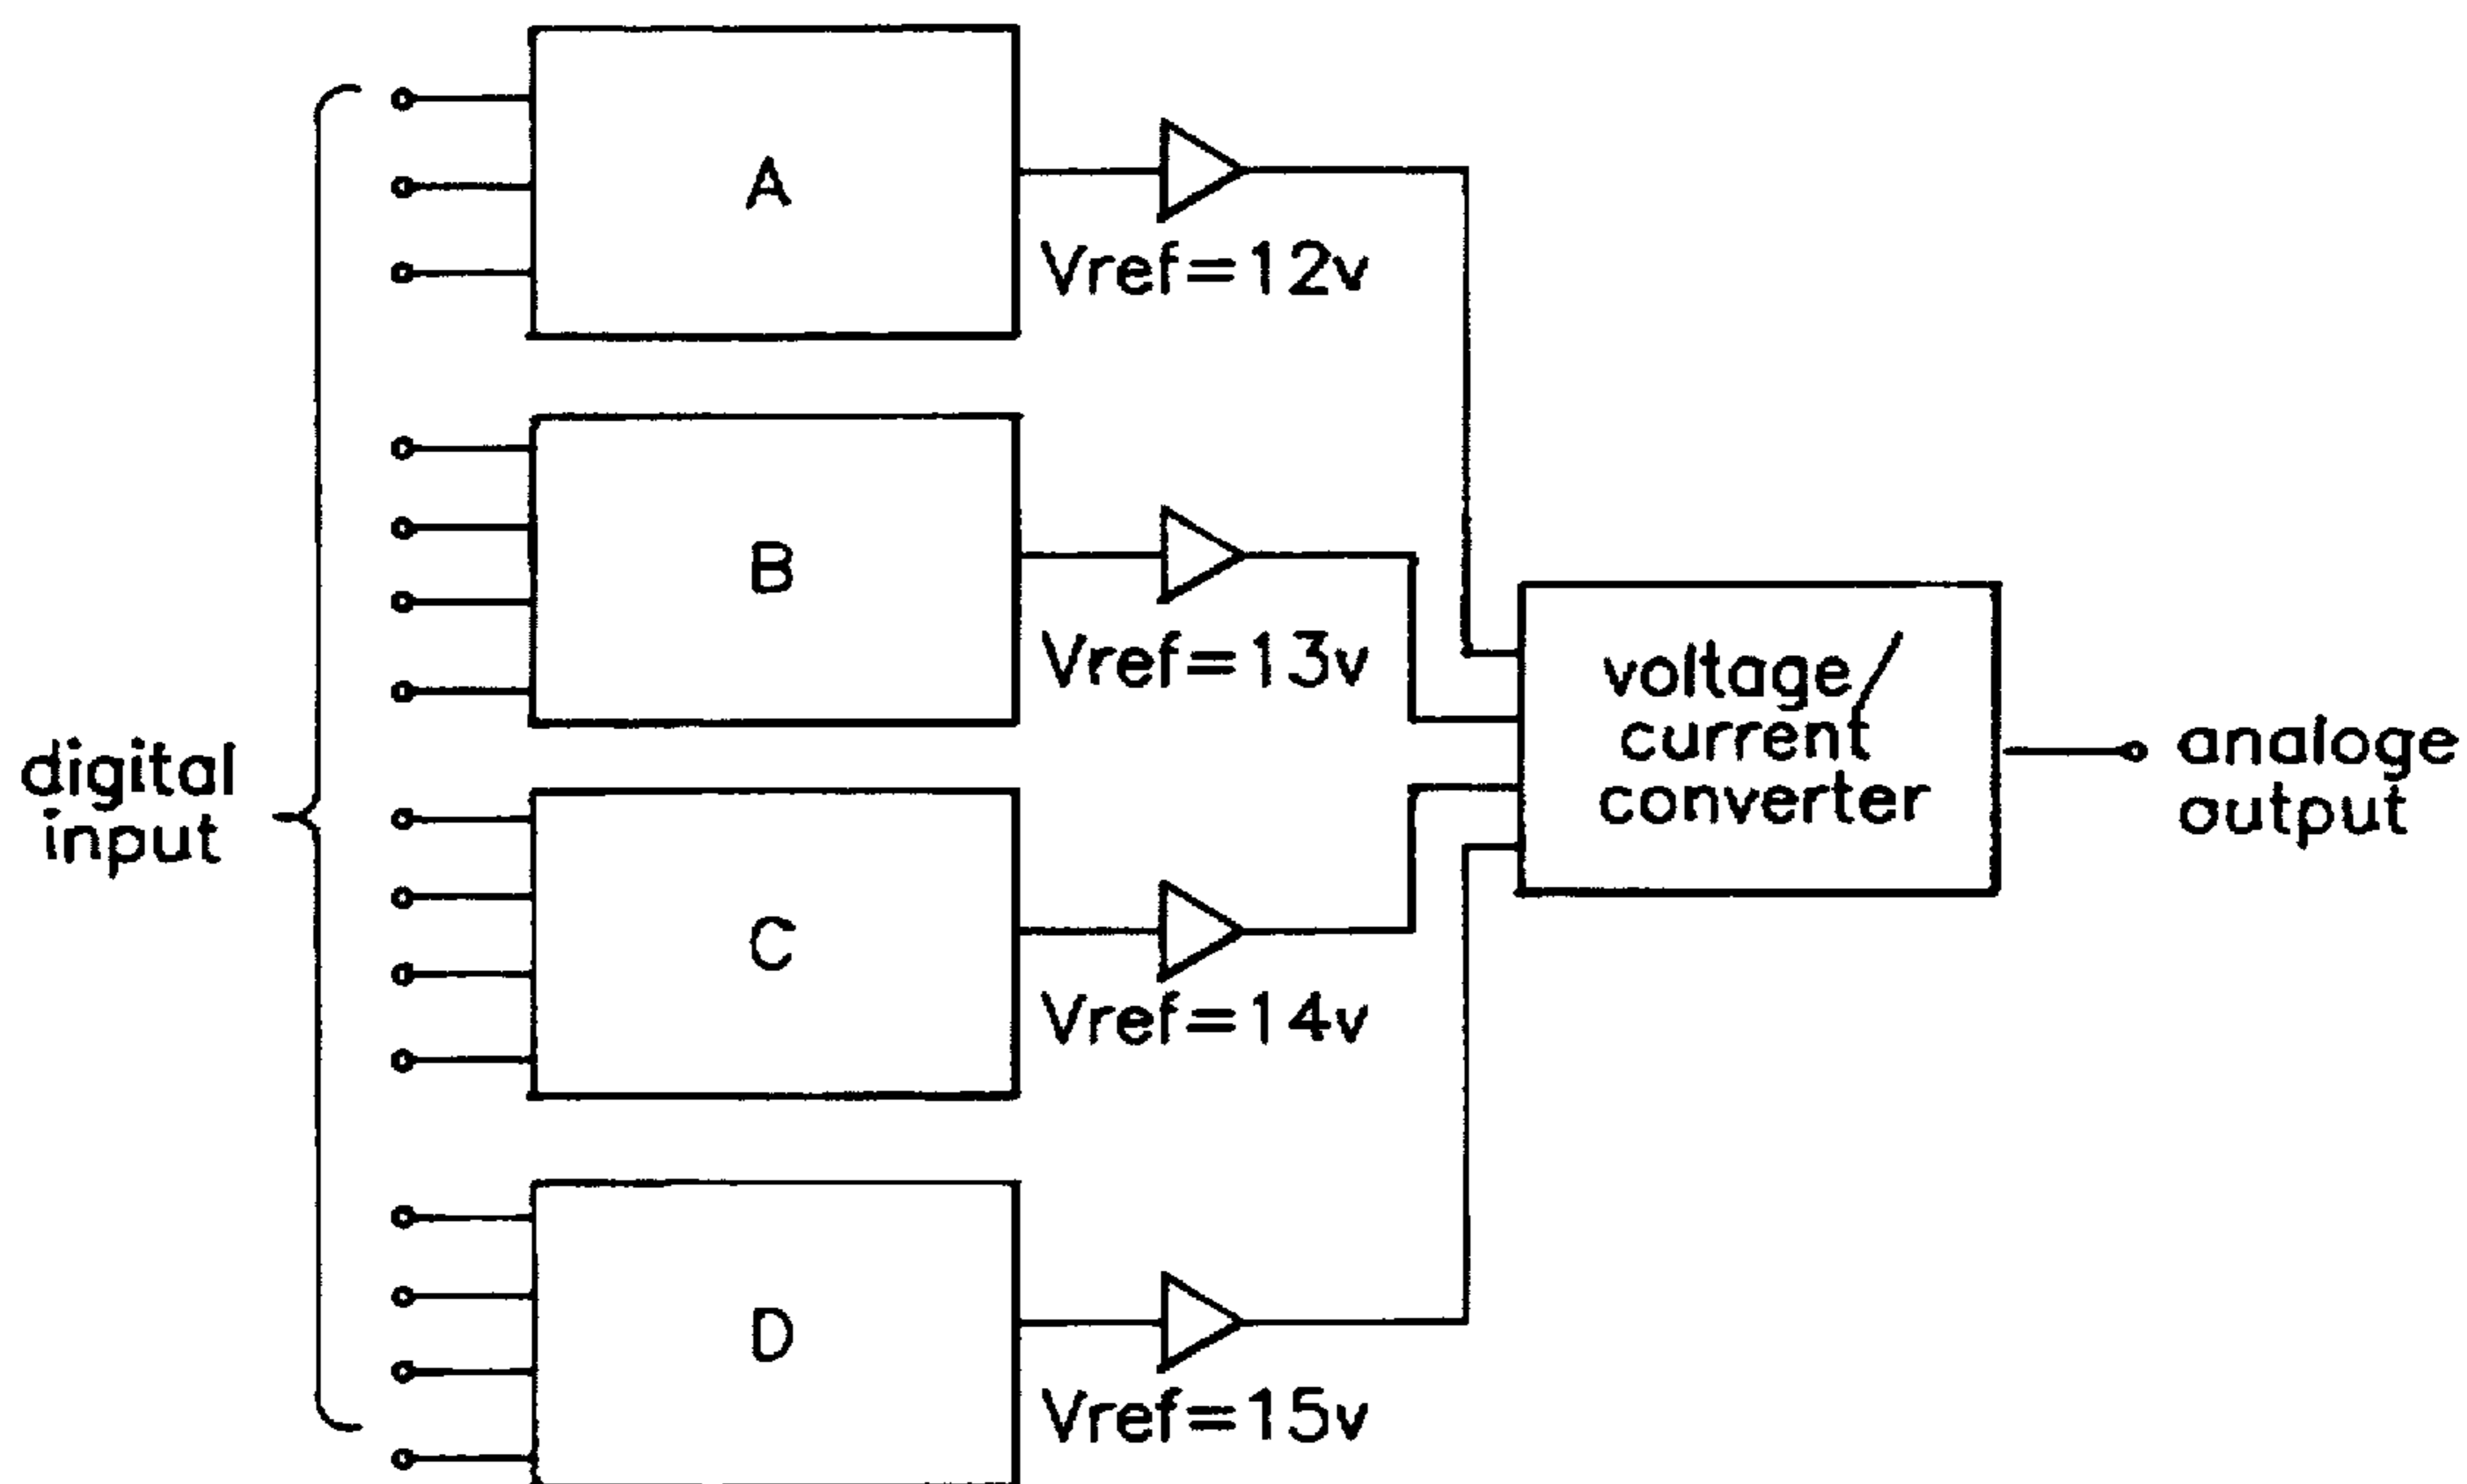 A
Vref=12v
B
Vref=13v
digital
input
voltage/
current
converter
analoge
output
C
Vref=14v
D
Vref=15v